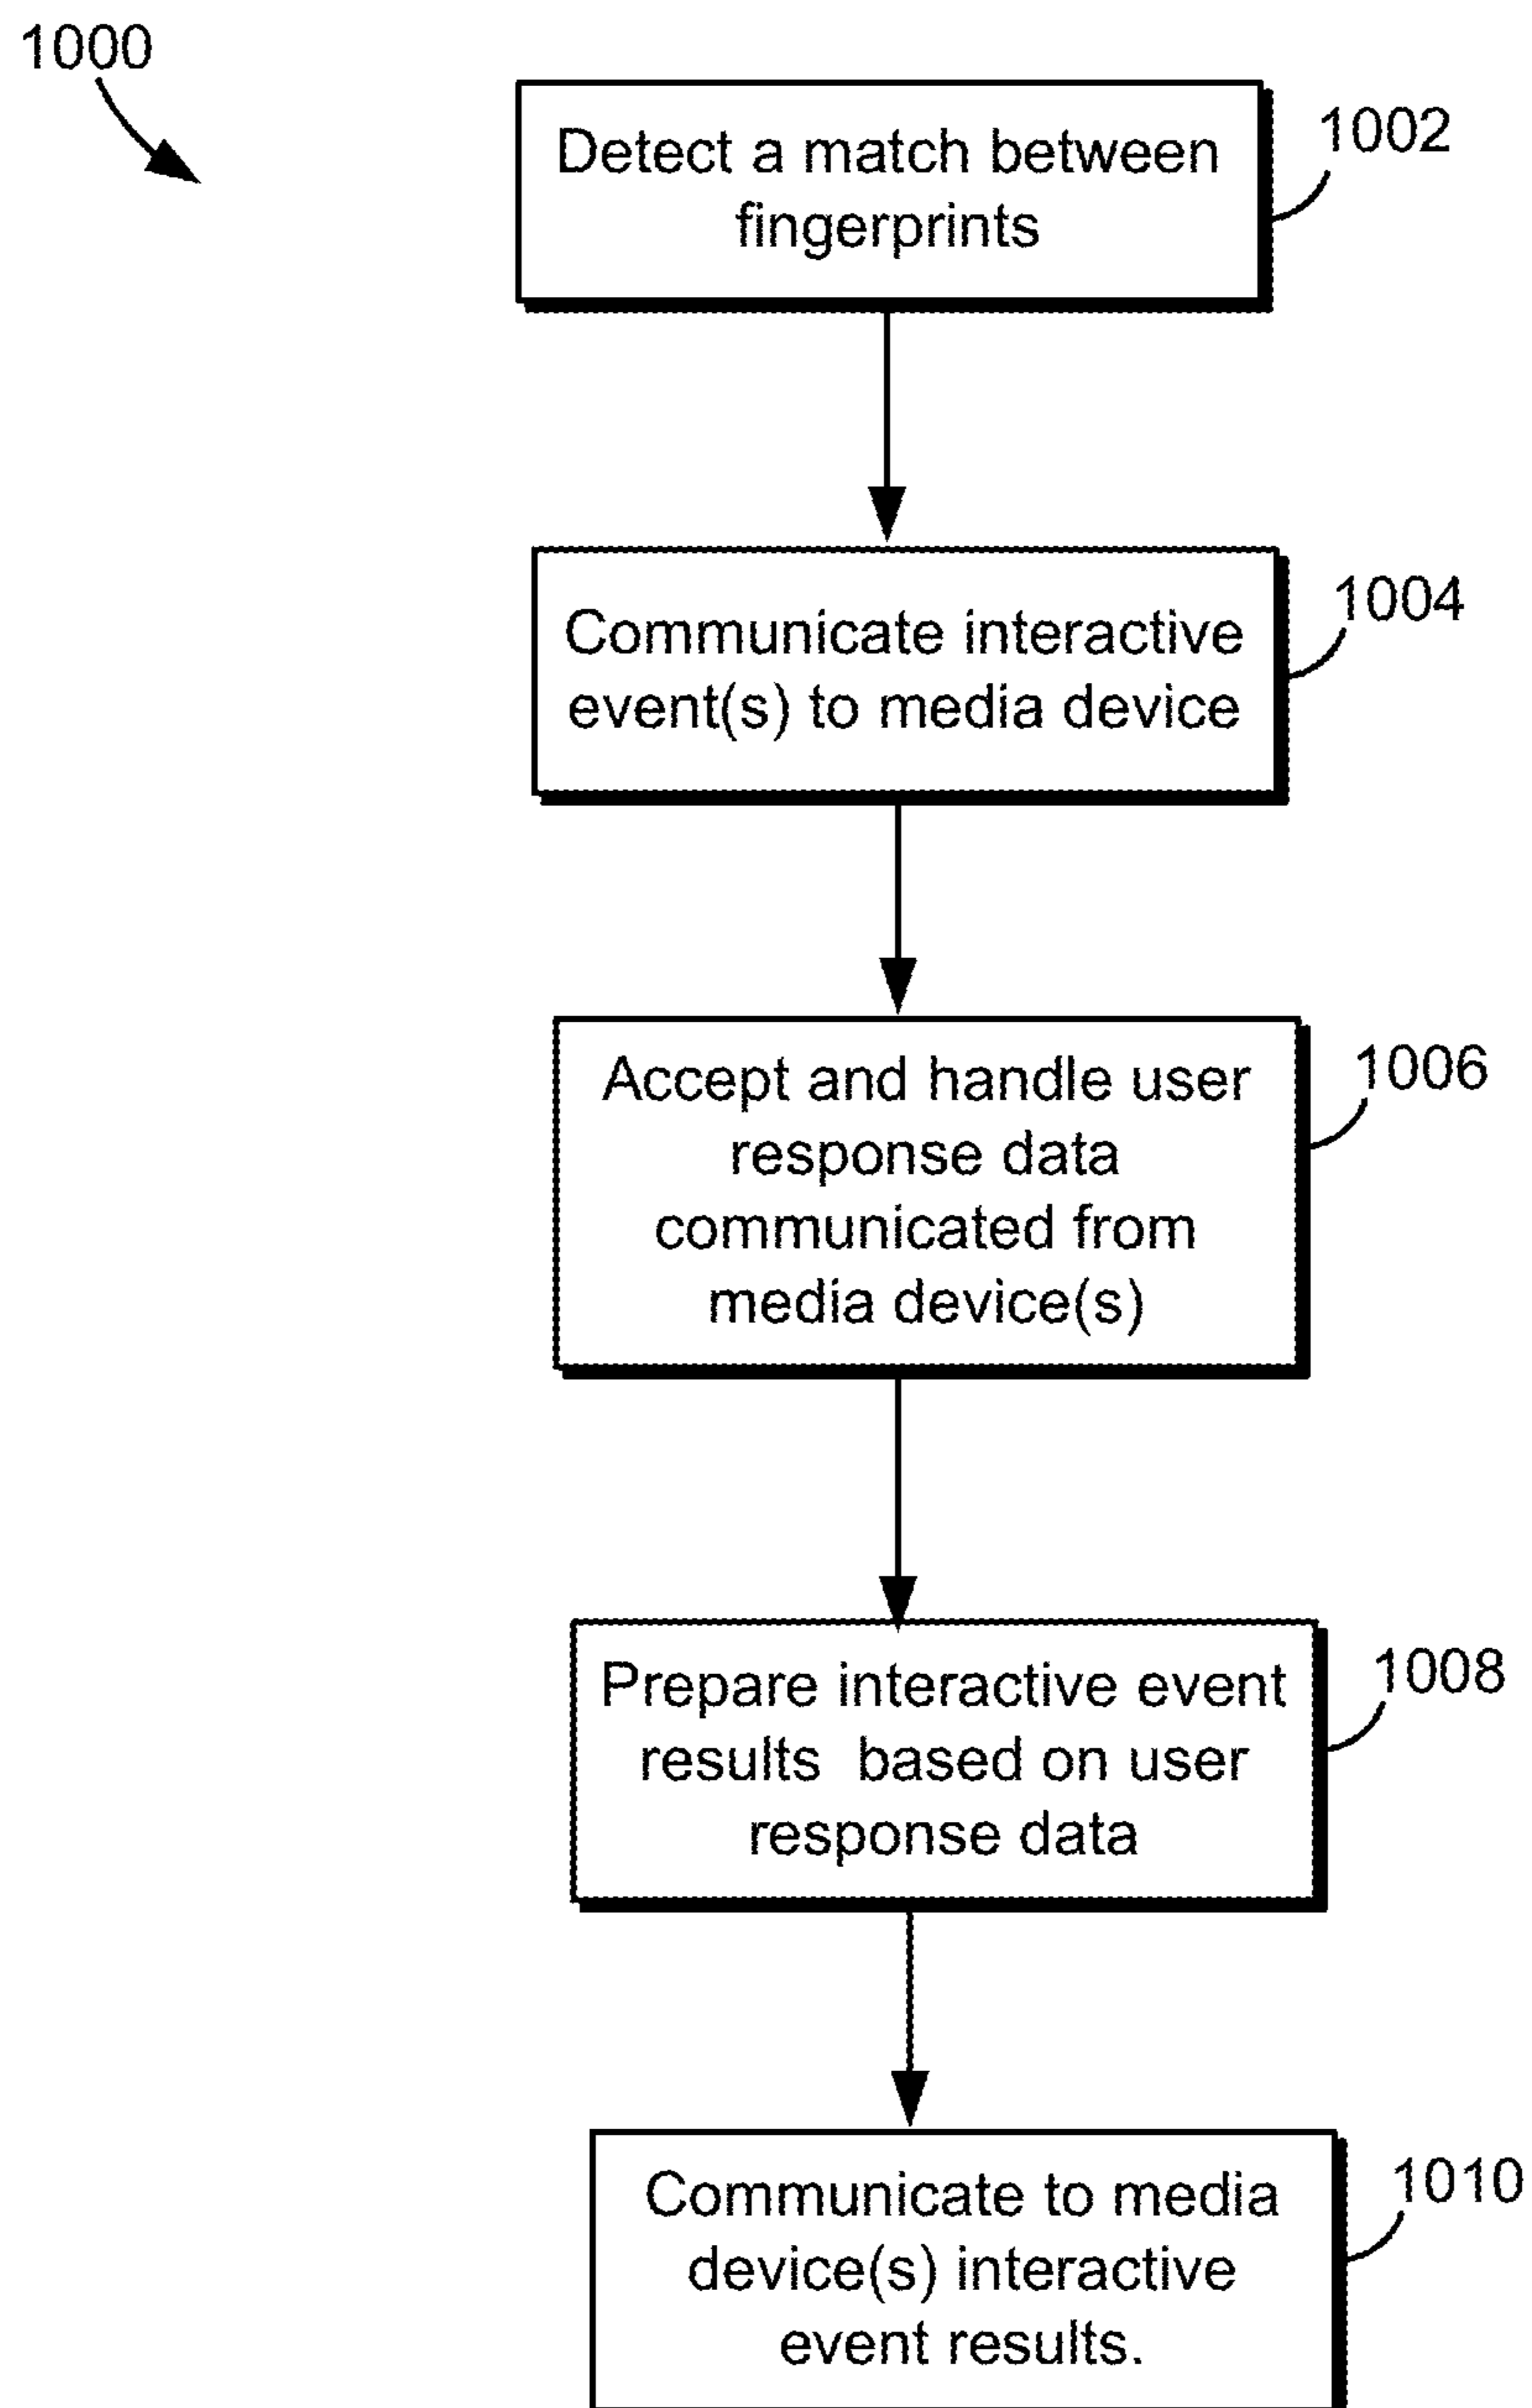 1000
Detect a match between
fingerprints
1002
Communicate interactive
event(s) to media device
1004
Accept and handle user
response data
communicated from
media device(s)
1006
Prepare interactive event
results  based on user
response data
1008
Communicate to media
device(s) interactive
event results.
1010